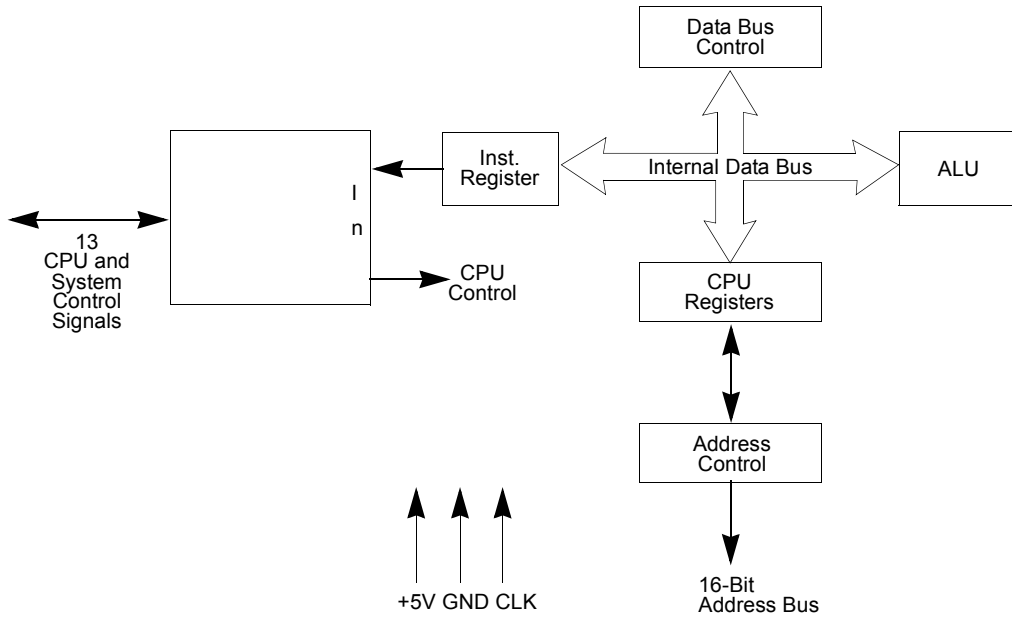 Data Bus
Control
Inst.
Register
Internal Data Bus
ALU
I
n
13
CPU and
System
Control
Signals
CPU
Control
CPU
Registers
Address
Control
+5V GND CLK
16-Bit
Address Bus